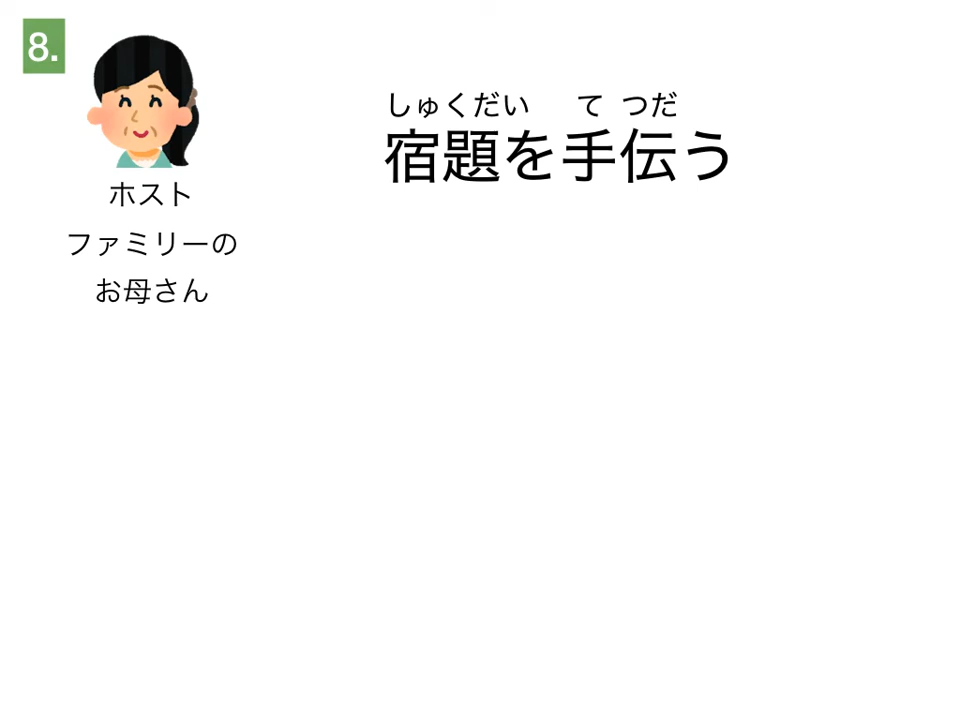 8.
ホスト
ファミリーの
お母さん
しゅくだい て つだ
宿題を手伝う